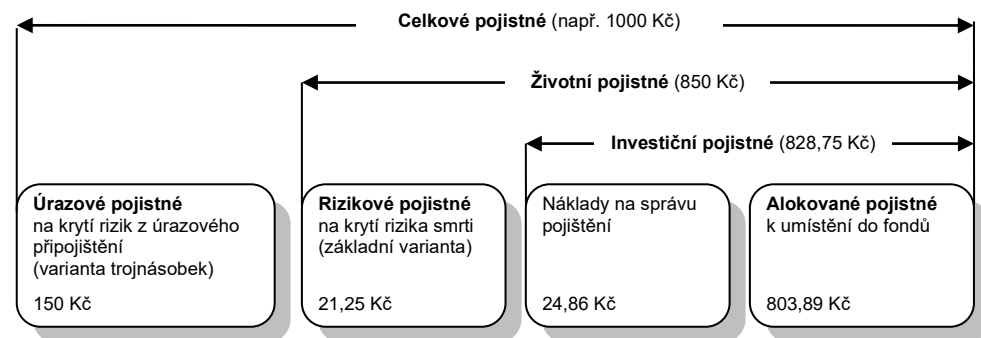 Celkové pojistné (např. 1000 Kč)
Životní pojistné (850 Kč)
Investiční pojistné (828,75 Kč)
Úrazové pojistné
na krytí rizik z úrazového
připojištění
(varianta trojnásobek)
150 Kč
Rizikové pojistné
na krytí rizika smrti
(základní varianta)
21,25 Kč
Náklady na správu
pojištění
24,86 Kč
Alokované pojistné
k umístění do fondů
803,89 Kč